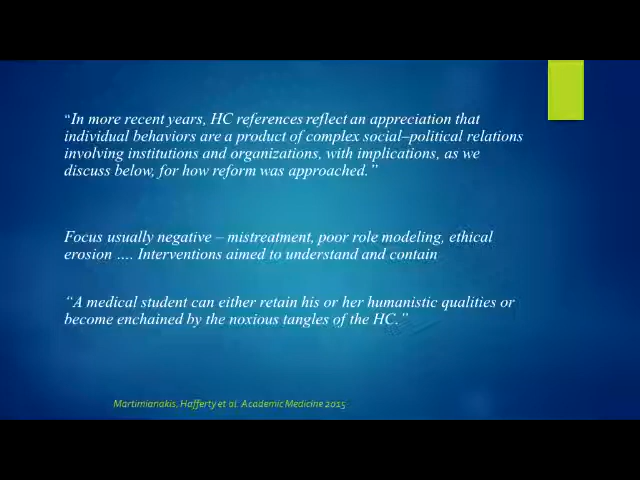 “In more recent years, HC references reflect an appreciation that
individual behaviors are a product of complex social–political relations
involving institutions and organizations, with implications, as we
discuss below, for how reform was approached.”
Focus usually negative – mistreatment, poor role modeling, ethical
erosion …. Interventions aimed to understand and contain
“A medical student can either retain his or her humanistic qualities or
become enchained by the noxious tangles of the HC.”
Martimianakis, Hafferty et al. Academic Medicine 2015